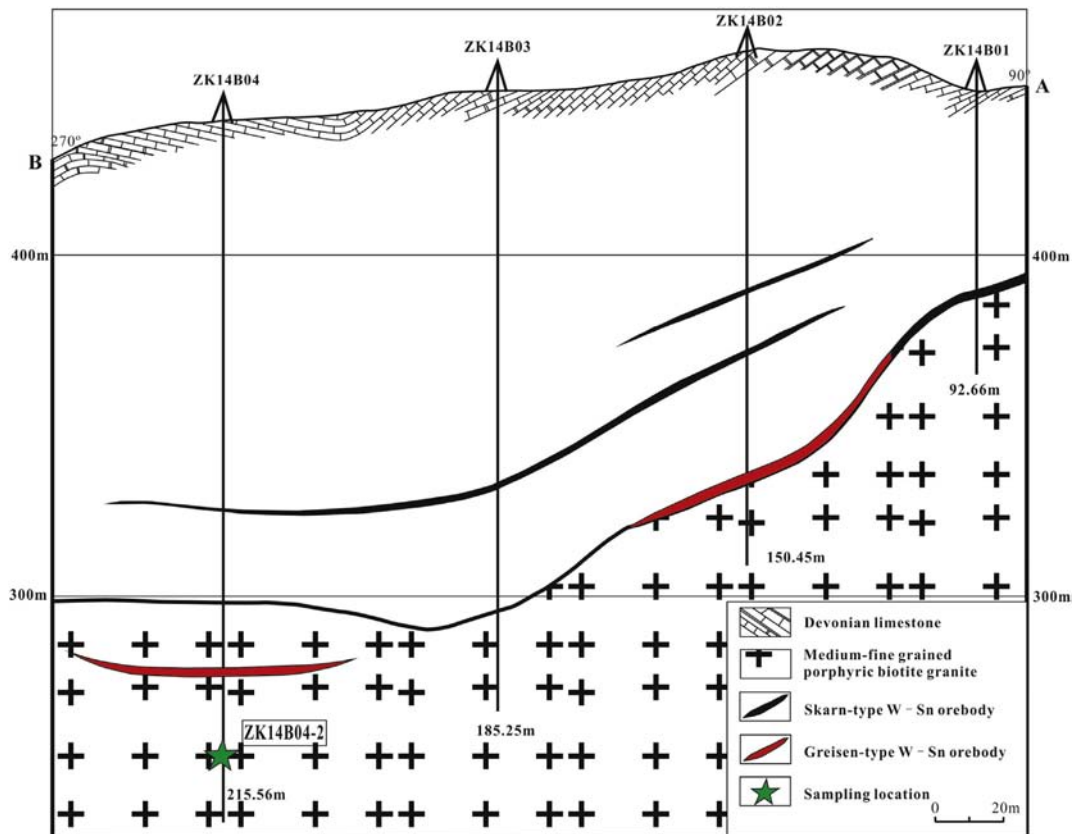 ZK14B02
ZK14B03
ZK14B01
ZK14B04
90°
A
270°
B
400m
400m
92.66m
150.45m
300m
300m
Devonian limestone
Medium-fine grained
porphyric biotite granite
Skarn-type W-Sn orebody
ZK14B04-2
185.25m
Greisen-type W-Sn orebody
215.56m
Sampling location
0 20m